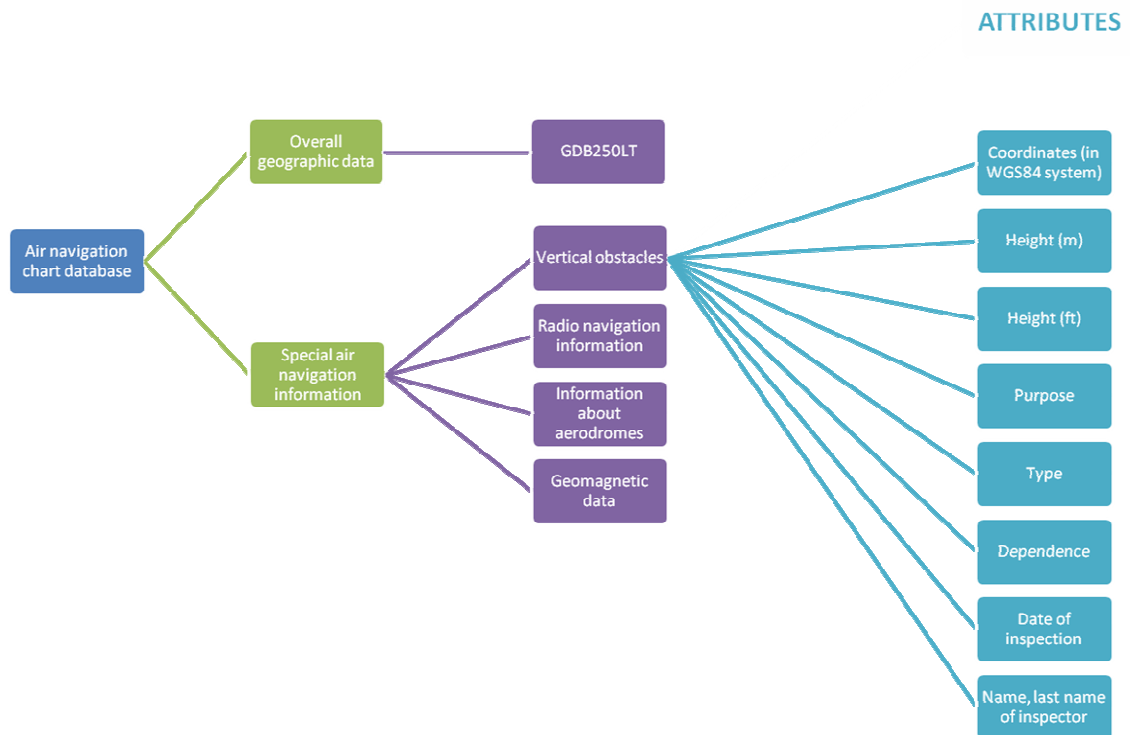 ATTRIBUTES
Overall
geographic data
GDB250LT
Coordinates (in
WGS84 system)
Air navigation
chart database
Vertical obstacles
Height (m)
Radio navigation
information
Height (ft)
Special air
navigation
information
Information
about
aerodromes
Purpose
Geomagnetic
data
Type
Dependence
Date of
inspection
Name, last name
of inspector